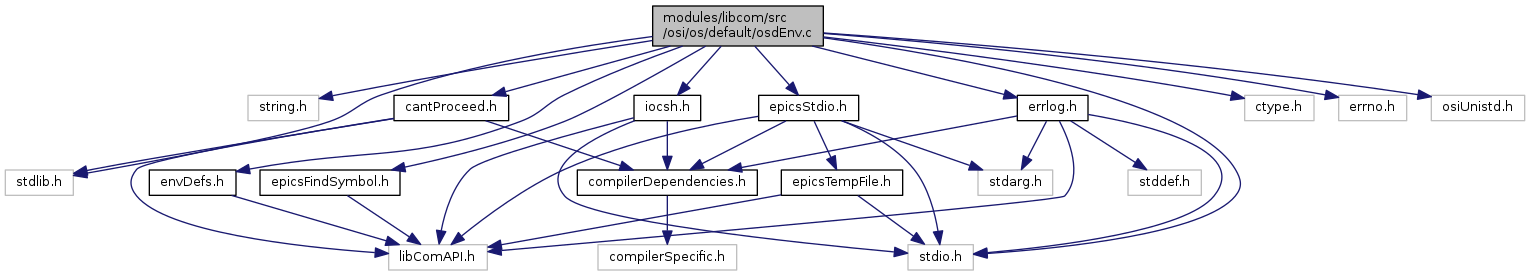 modules/libcom/src
/osi/os/default/osdEnv.c
string.h
cantProceed.h
iocsh.h
epicsStdio.h
errlog.h
ctype.h
errno.h
osiUnistd.h
stdlib.h
envDefs.h
epicsFindSymbol.h
compilerDependencies.h
epicsTempFile.h
stdarg.h
stddef.h
libComAPI.h
compilerSpecific.h
stdio.h